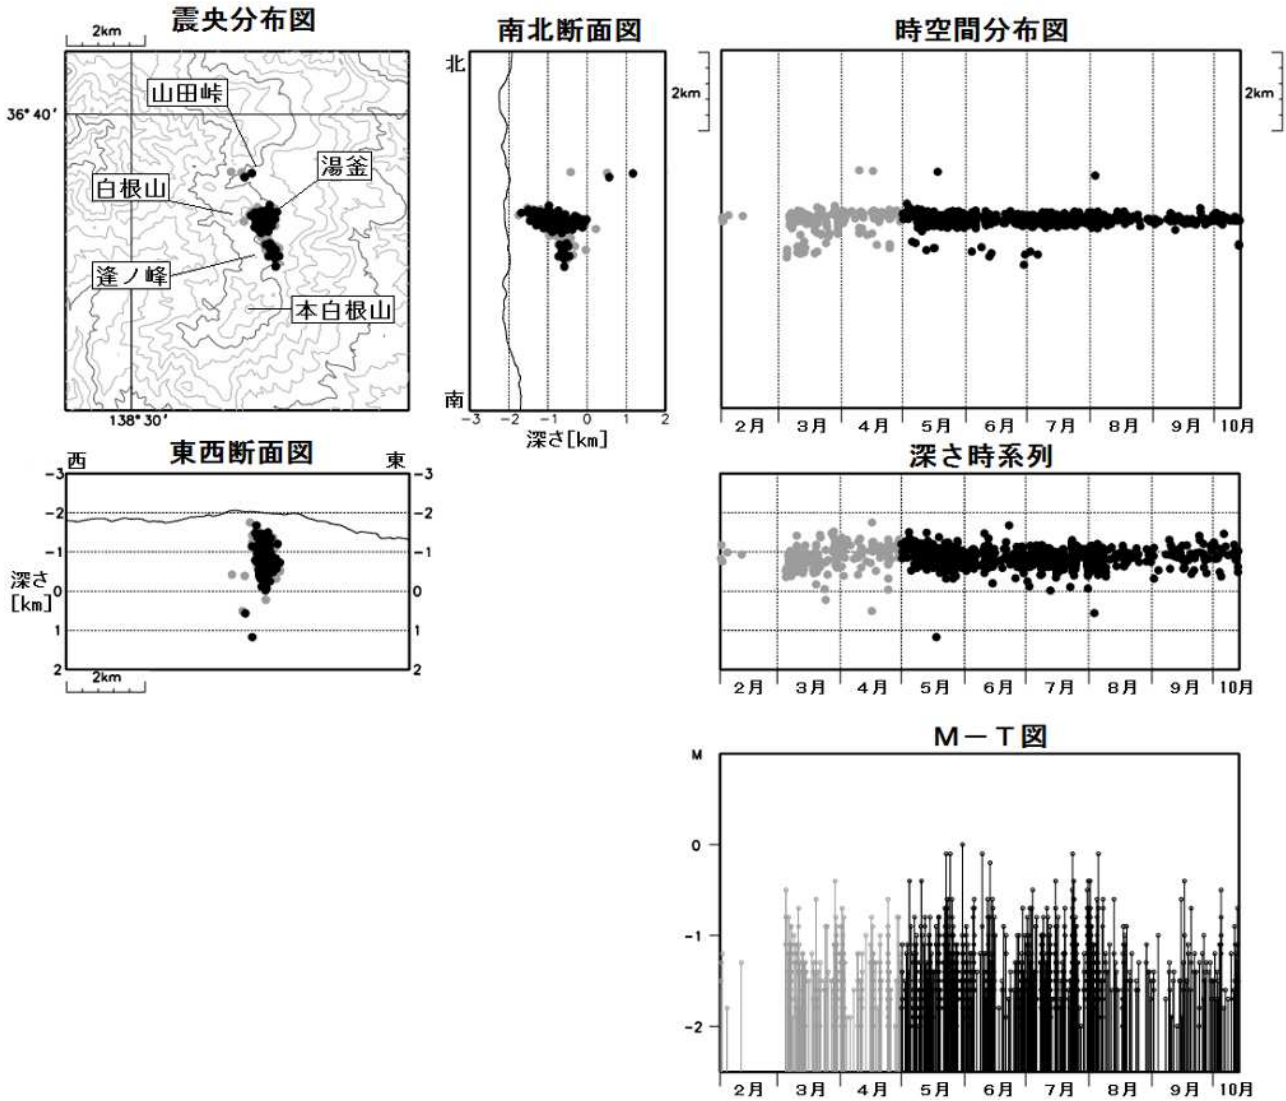 震央分布図
2km
山田峠
36°40′
湯釜
白根山
逢ノ峰
本白根山
138°30′
南北断面図
北
南
-3 -2 -1 0 1 2
深さ[km]
2km
時空間分布図
2km
2月 3月 4月 5月 6月 7月 8月 9月 10月
東西断面図
西 東
-3 -3
-2 -2
-1 -1
深さ
[km]
0 0
1 1
2 2
2km
深さ時系列
2月 3月 4月 5月 6月 7月 8月 9月 10月
M－T図
M
0
-1
-2
2月 3月 4月 5月 6月 7月 8月 9月 10月